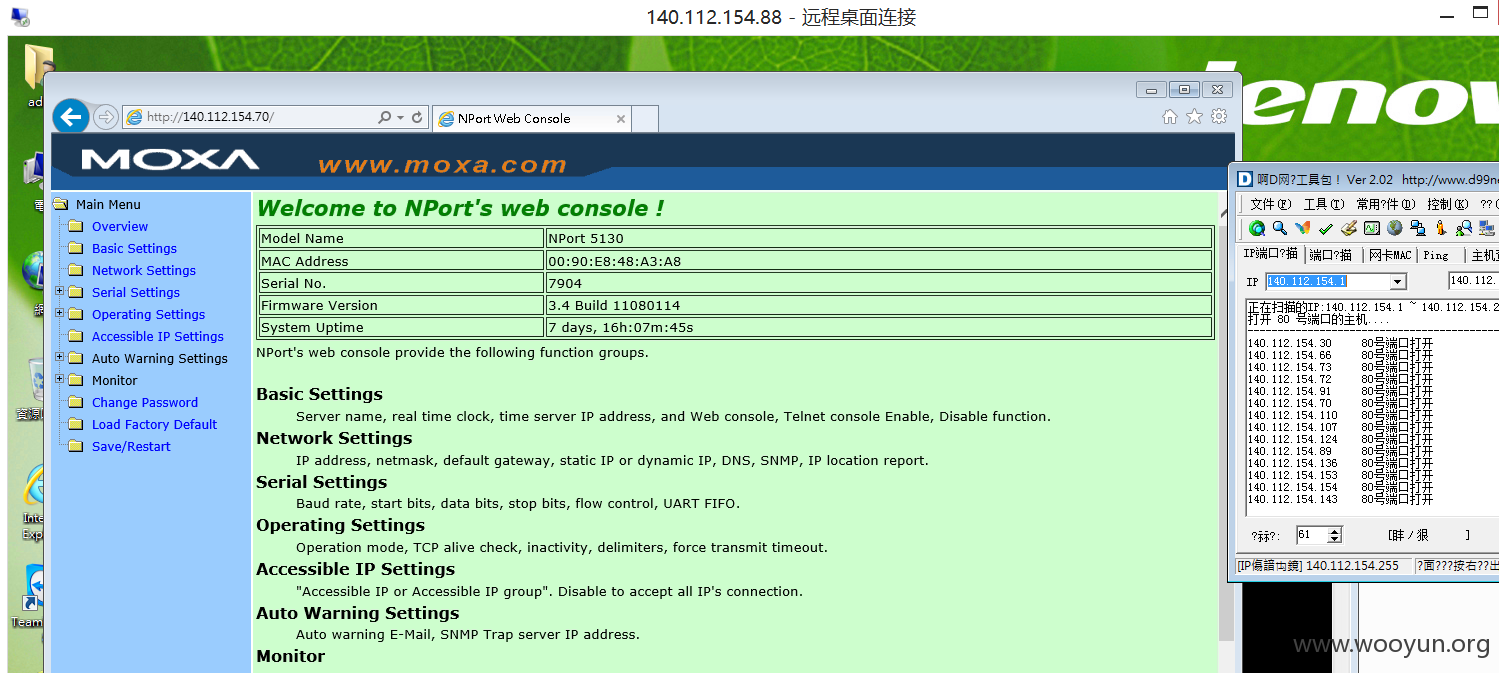 140.112.154.88 - 远程桌面连接
lenov
ad
http://140.112.154.70/
NPort Web Console
MOXA
www.moxa.com
Main Menu
Overview
Basic Settings
Network Settings
Serial Settings
Operating Settings
Accessible IP Settings
Auto Warning Settings
Monitor
Change Password
Load Factory Default
Save/Restart
Welcome to NPort's web console !
Model Name NPort 5130
MAC Address 00:90:E8:48:A3:A8
Serial No. 7904
Firmware Version 3.4 Build 11080114
System Uptime 7 days, 16h:07m:45s
NPort's web console provide the following function groups.
Basic Settings
Server name, real time clock, time server IP address, and Web console, Telnet console Enable, Disable function.
Network Settings
IP address, netmask, default gateway, static IP or dynamic IP, DNS, SNMP, IP location report.
Serial Settings
Baud rate, start bits, data bits, stop bits, flow control, UART FIFO.
Operating Settings
Operation mode, TCP alive check, inactivity, delimiters, force transmit timeout.
Accessible IP Settings
"Accessible IP or Accessible IP group". Disable to accept all IP's connection.
Auto Warning Settings
Auto warning E-Mail, SNMP Trap server IP address.
Monitor
Inte
Exp
Team
啊D网?工具包! Ver 2.02 http://www.d99n
文件(F) 工具(T) 常用?件(D) 控制(K) ??(
IP端口?描 端口?描 网卡MAC Ping 主机
IP 140.112.154.1 140.112.
正在扫描的IP:140.112.154.1 ~ 140.112.154.2
打开 80 号端口的主机....
140.112.154.30 80号端口打开
140.112.154.66 80号端口打开
140.112.154.73 80号端口打开
140.112.154.72 80号端口打开
140.112.154.91 80号端口打开
140.112.154.70 80号端口打开
140.112.154.110 80号端口打开
140.112.154.107 80号端口打开
140.112.154.124 80号端口打开
140.112.154.89 80号端口打开
140.112.154.136 80号端口打开
140.112.154.153 80号端口打开
140.112.154.154 80号端口打开
140.112.154.143 80号端口打开
61
140.112.154.255 ?面???按右??出
www.wooyun.org